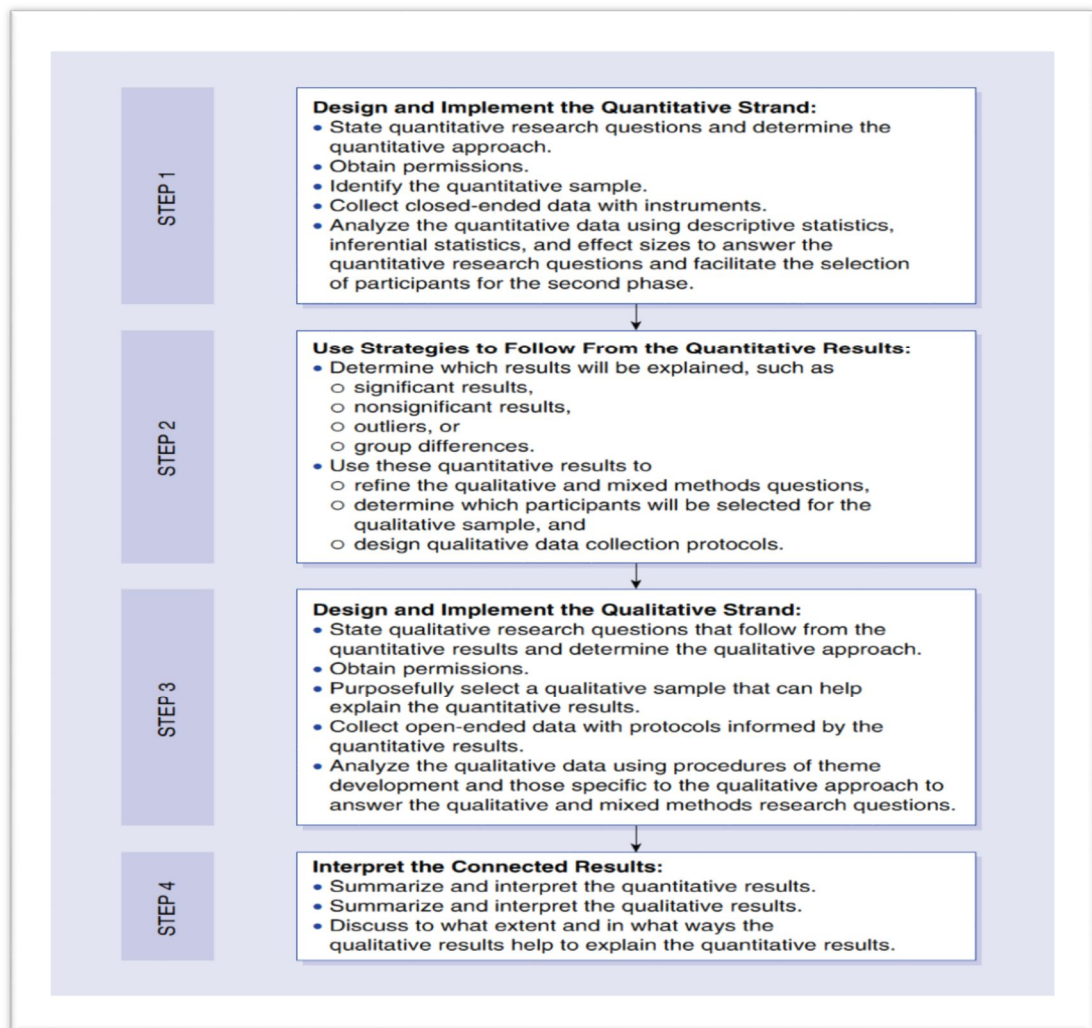 STEP 1
Design and Implement the Quantitative Strand:
• State quantitative research questions and determine the
quantitative approach.
• Obtain permissions.
• Identify the quantitative sample.
• Collect closed-ended data with instruments.
• Analyze the quantitative data using descriptive statistics,
inferential statistics, and effect sizes to answer the
quantitative research questions and facilitate the selection
of participants for the second phase.
STEP 2
Use Strategies to Follow From the Quantitative Results:
• Determine which results will be explained, such as
○ significant results,
○ nonsignificant results,
○ outliers, or
○ group differences.
• Use these quantitative results to
○ refine the qualitative and mixed methods questions,
○ determine which participants will be selected for the
qualitative sample, and
○ design qualitative data collection protocols.
STEP 3
Design and Implement the Qualitative Strand:
• State qualitative research questions that follow from the
quantitative results and determine the qualitative approach.
• Obtain permissions.
• Purposefully select a qualitative sample that can help
explain the quantitative results.
• Collect open-ended data with protocols informed by the
quantitative results.
• Analyze the qualitative data using procedures of theme
development and those specific to the qualitative approach to
answer the qualitative and mixed methods research questions.
STEP 4
Interpret the Connected Results:
• Summarize and interpret the quantitative results.
• Summarize and interpret the qualitative results.
• Discuss to what extent and in what ways the
qualitative results help to explain the quantitative results.